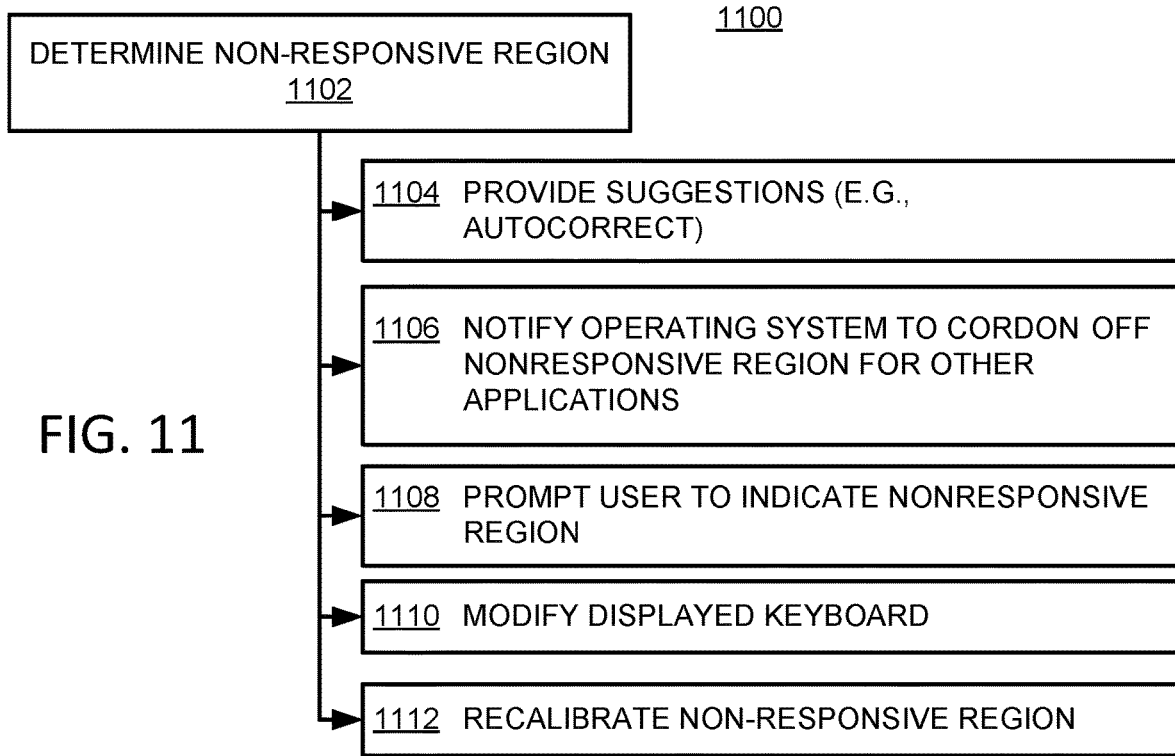 1100
DETERMINE NON-RESPONSIVE REGION
1102
1104 PROVIDE SUGGESTIONS (E.G.,
AUTOCORRECT)
1106 NOTIFY OPERATING SYSTEM TO CORDON OFF
NONRESPONSIVE REGION FOR OTHER
APPLICATIONS
FIG. 11
1108 PROMPT USER TO INDICATE NONRESPONSIVE
REGION
1110 MODIFY DISPLAYED KEYBOARD
1112 RECALIBRATE NON-RESPONSIVE REGION